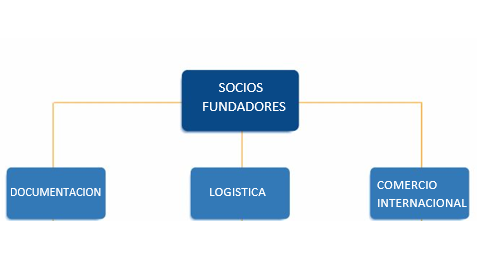 SOCIOS
FUNDADORES
DOCUMENTACION
LOGISTICA
COMERCIO
INTERNACIONAL